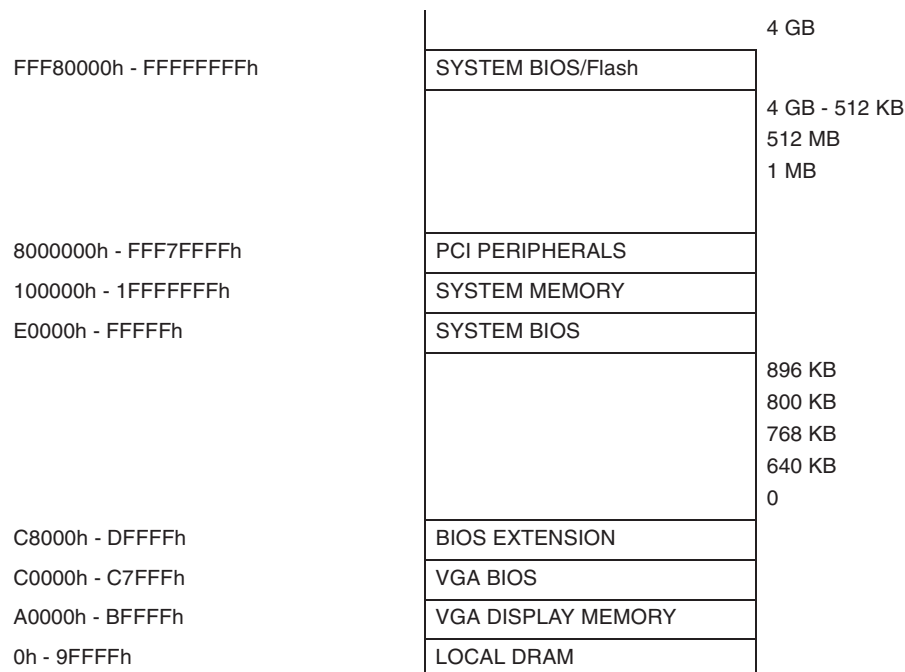 4 GB
FFF80000h - FFFFFFFFh SYSTEM BIOS/Flash
4 GB - 512 KB
512 MB
1 MB
8000000h - FFF7FFFFh PCI PERIPHERALS
100000h - 1FFFFFFFh SYSTEM MEMORY
E0000h - FFFFFh SYSTEM BIOS
896 KB
800 KB
768 KB
640 KB
0
C8000h - DFFFFh BIOS EXTENSION
C0000h - C7FFFh VGA BIOS
A0000h - BFFFFh VGA DISPLAY MEMORY
0h - 9FFFFh LOCAL DRAM